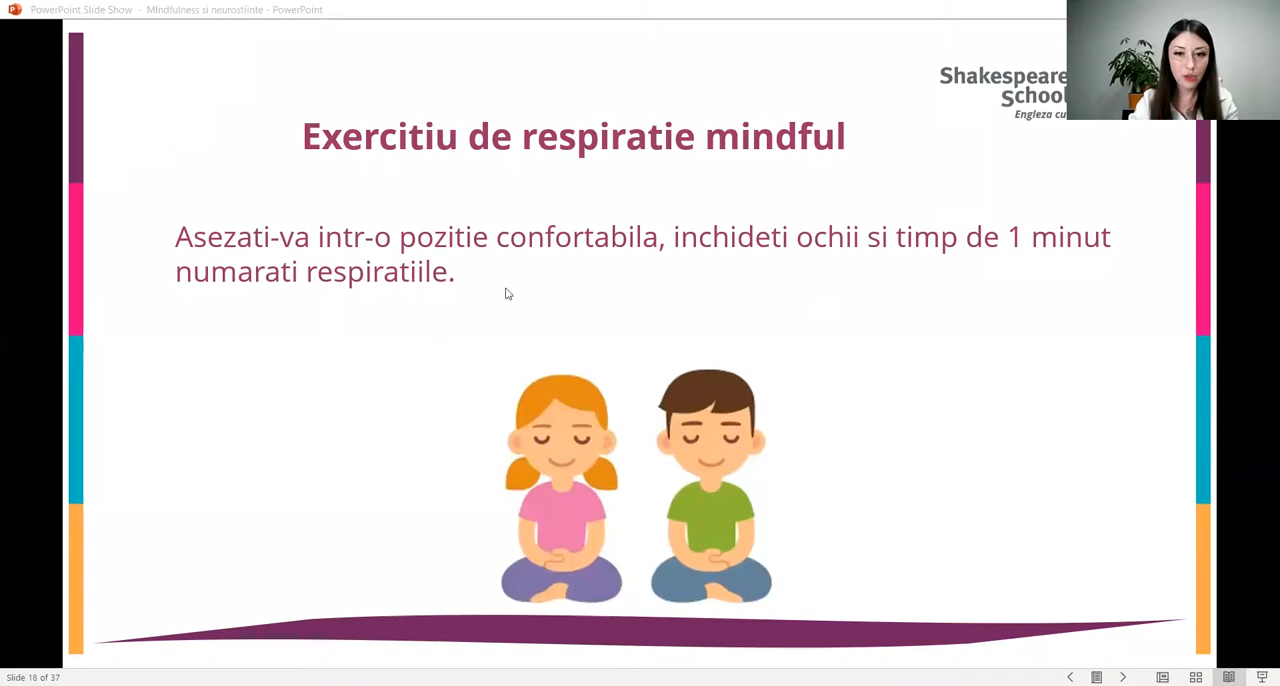 PowerPoint Slide Show - MIndfulness si neurostiinte - PowerPoint
Shakespeare
School
Engleza cu
Exercitiu de respiratie mindful
Asezati-va intr-o pozitie confortabila, inchideti ochii si timp de 1 minut
numarati respiratiile.
Slide 18 of 37